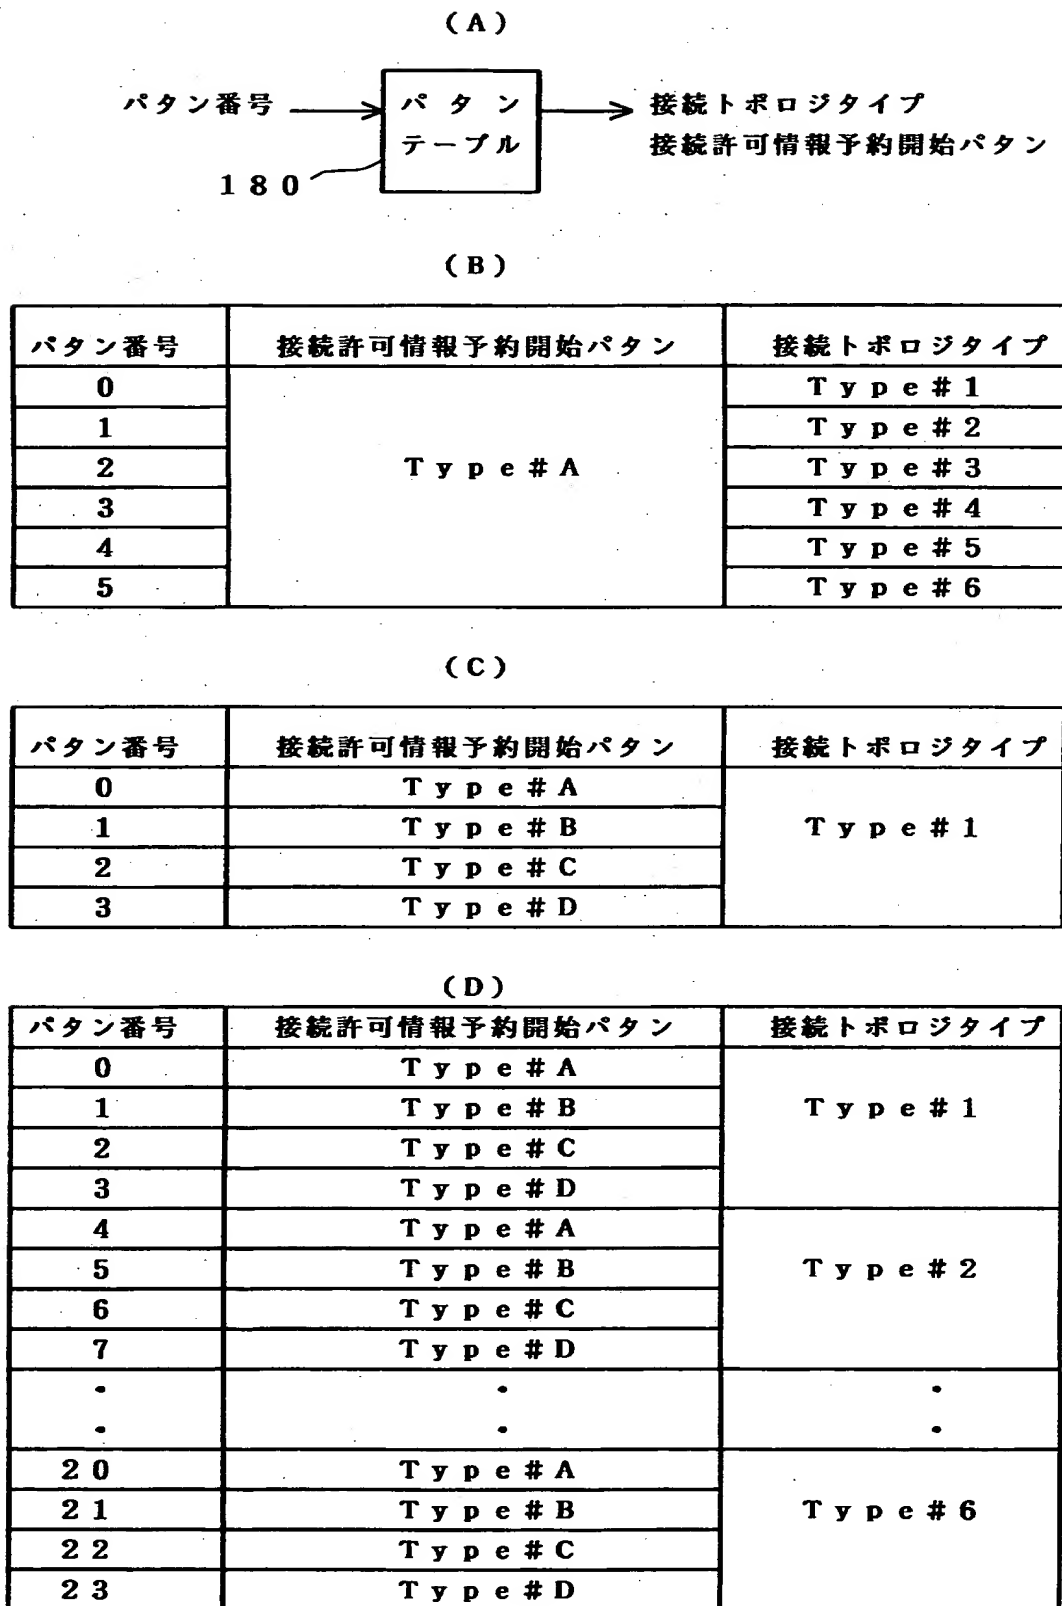 (A)
パタン番号 パタン 接続トポロジタイプ
テーブル 接続許可情報予約開始パタン
180
(B)
パタン番号 接続許可情報予約開始パタン 接続トポロジタイプ
0 Type#1
1 Type#2
2 Type#A Type#3
3 Type#4
4 Type#5
5 Type#6
(C)
パタン番号 接続許可情報予約開始パタン 接続トポロジタイプ
0 Type#A
1 Type#B Type#1
2 Type#C
3 Type#D
(D)
パタン番号 接続許可情報予約開始パタン 接続トポロジタイプ
0 Type#A
1 Type#B Type#1
2 Type#C
3 Type#D
4 Type#A
5 Type#B Type#2
6 Type#C
7 Type#D
・ ・ ・
・ ・ ・
20 Type#A
21 Type#B Type#6
22 Type#C
23 Type#D